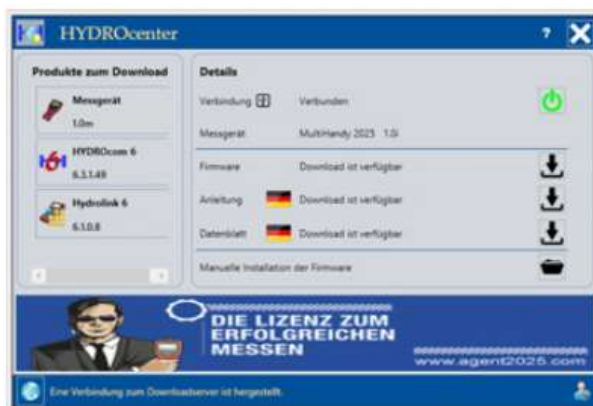 HYDROcenter
?
Produkte zum Download
Messgerät
1.0m
HYDROcom 6
6.3.1.49
Hydrolink 6
6.1.0.8
Details
Verbindung Verbunden
Messgerät MultiHandy 2025 1.0i
Firmware Download ist verfügbar
Anleitung Download ist verfügbar
Datenblatt Download ist verfügbar
Manuelle Installation der Firmware
DIE LIZENZ ZUM
ERFOLGREICHEN
MESSEN
www.agent2025.com
Eine Verbindung zum Downloadserver ist hergestellt.